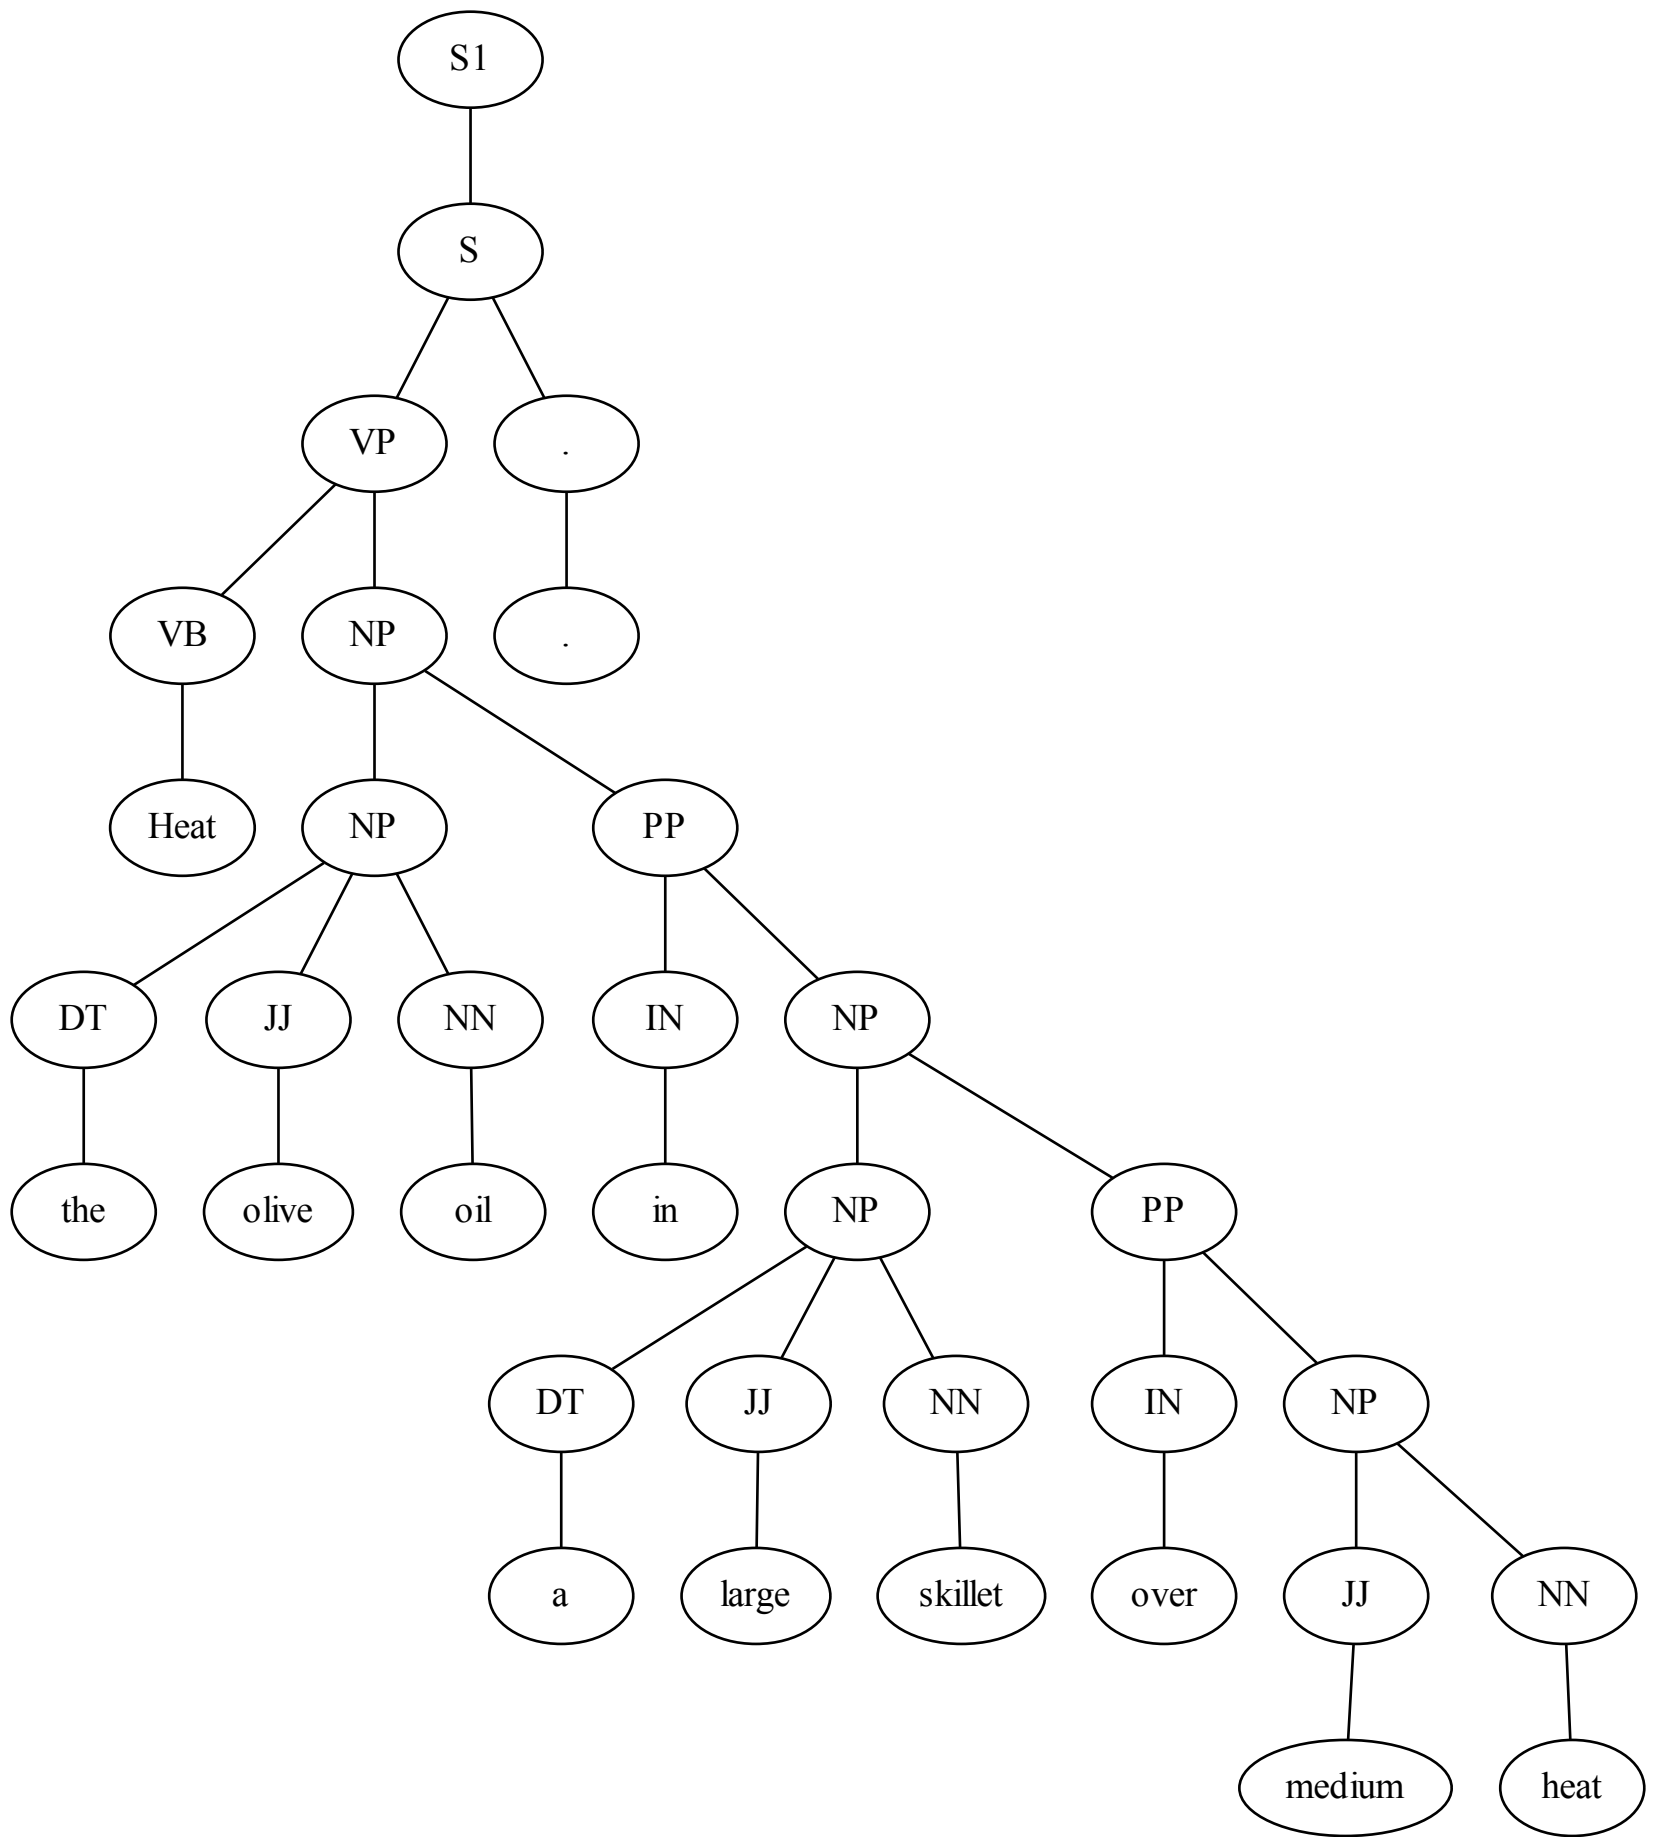 S1
S
VP .
VB NP .
Heat NP PP
DT JJ NN IN NP
the olive oil in NP PP
DT JJ NN IN NP
a large skillet over JJ NN
medium heat